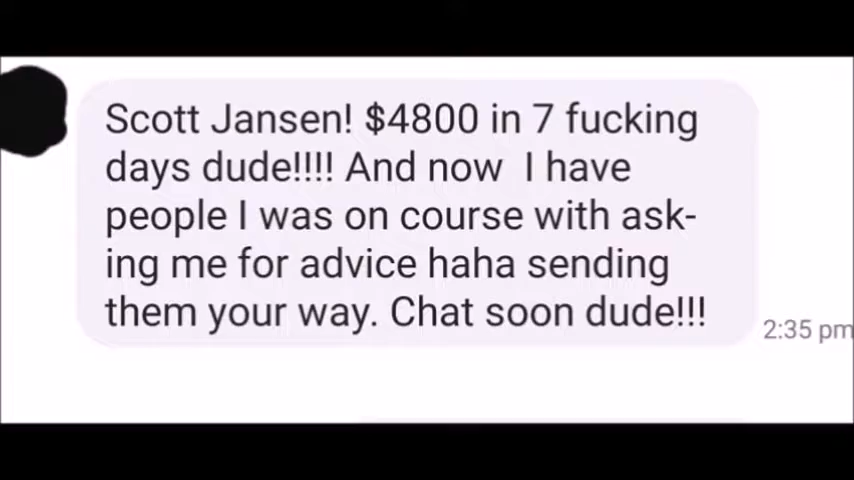 Scott Jansen! $4800 in 7 fucking
days dude!!!! And now  I have
people I was on course with ask-
ing me for advice haha sending
them your way. Chat soon dude!!!
2:35 pm